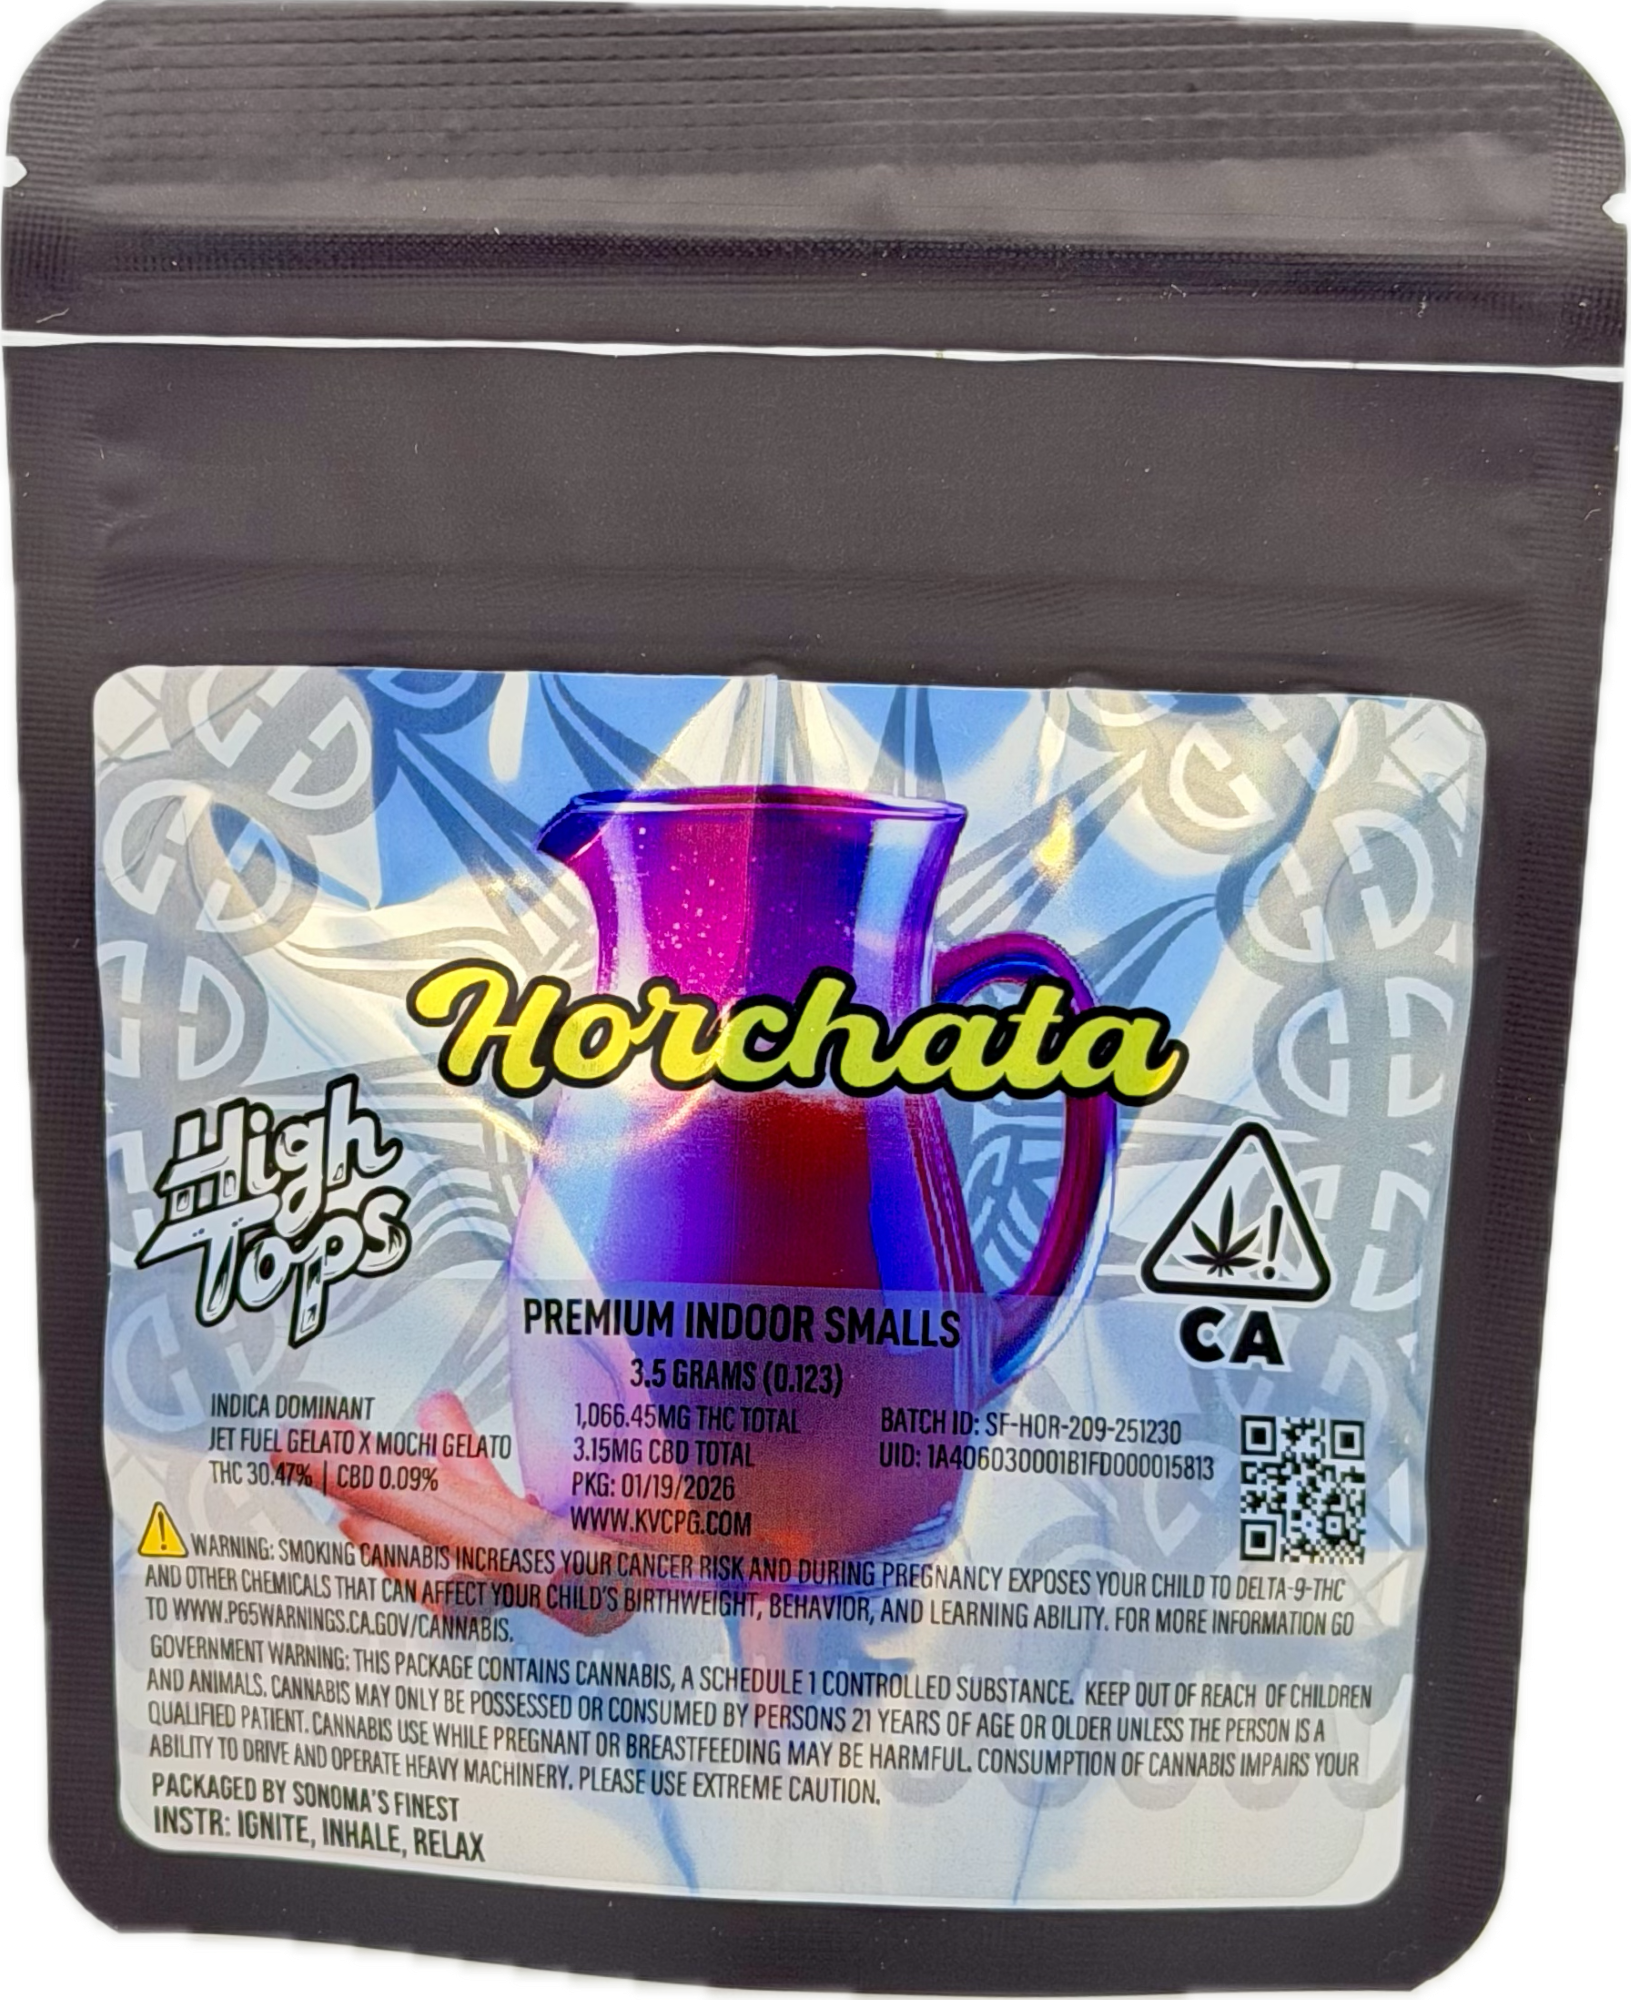 Horchata
High
Tops
CA
PREMIUM INDOOR SMALLS
3.5 GRAMS (0.123)
INDICA DOMINANT
JET FUEL GELATO X MOCHI GELATO
THC 30.47% | CBD 0.09%
1,066.45MG THC TOTAL
3.15MG CBD TOTAL
PKG: 01/19/2026
WWW.KVCPG.COM
BATCH ID: SF-HOR-209-251230
UID: 1A4060300001B1FD000015813
WARNING: SMOKING CANNABIS INCREASES YOUR CANCER RISK AND DURING PREGNANCY EXPOSES YOUR CHILD TO DELTA-9-THC
AND OTHER CHEMICALS THAT CAN AFFECT YOUR CHILD'S BIRTHWEIGHT, BEHAVIOR, AND LEARNING ABILITY. FOR MORE INFORMATION GO
TO WWW.P65WARNINGS.CA.GOV/CANNABIS.
GOVERNMENT WARNING: THIS PACKAGE CONTAINS CANNABIS, A SCHEDULE 1 CONTROLLED SUBSTANCE. KEEP OUT OF REACH OF CHILDREN
AND ANIMALS. CANNABIS MAY ONLY BE POSSESSED OR CONSUMED BY PERSONS 21 YEARS OF AGE OR OLDER UNLESS THE PERSON IS A
QUALIFIED PATIENT. CANNABIS USE WHILE PREGNANT OR BREASTFEEDING MAY BE HARMFUL. CONSUMPTION OF CANNABIS IMPAIRS YOUR
ABILITY TO DRIVE AND OPERATE HEAVY MACHINERY. PLEASE USE EXTREME CAUTION.
PACKAGED BY SONOMA'S FINEST
INSTR: IGNITE, INHALE, RELAX